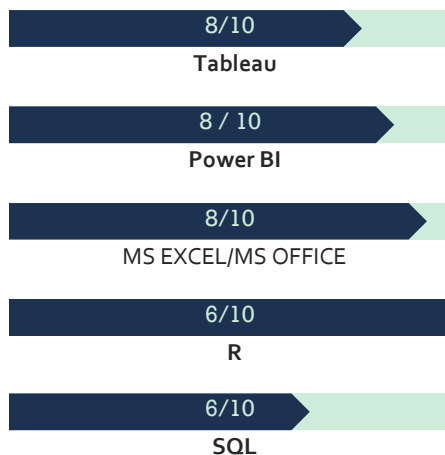 8/10
Tableau
8 / 10
Power BI
8/10
MS EXCEL/MS OFFICE
6/10
R
6/10
SQL